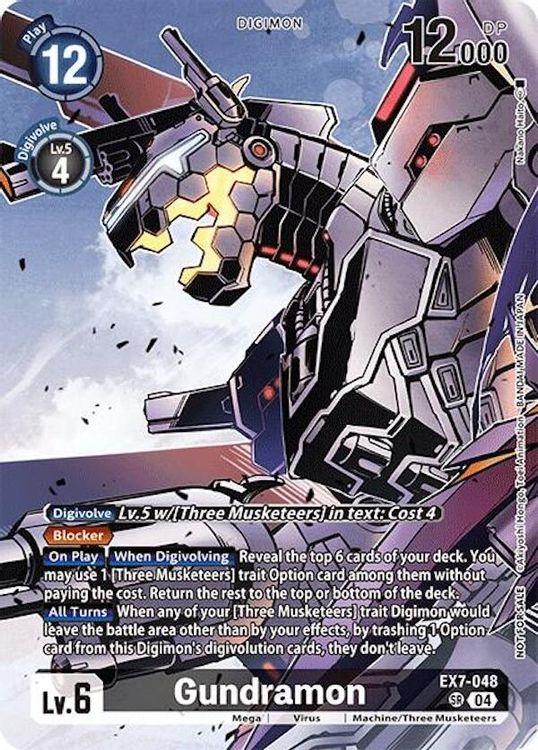 DIGIMON
Play
12
DP
12000
Digivolve
Lv.5
4
Nakano Haito
Digivolve Lv.5 w/[Three Musketeers] in text: Cost 4
Blocker
On Play When Digivolving Reveal the top 6 cards of your deck. You
may use 1 [Three Musketeers] trait Option card among them without
paying the cost. Return the rest to the top or bottom of the deck.
All Turns When any of your [Three Musketeers] trait Digimon would
leave the battle area other than by your effects, by trashing 1 Option
card from this Digimon's digivolution cards, they don't leave.
©Akiyoshi Hongo, Toei Animation · BANDAI MADE IN JAPAN
NOT FOR SALE
Lv.6
Gundramon
EX7-048
SR 04
Mega Virus Machine/Three Musketeers